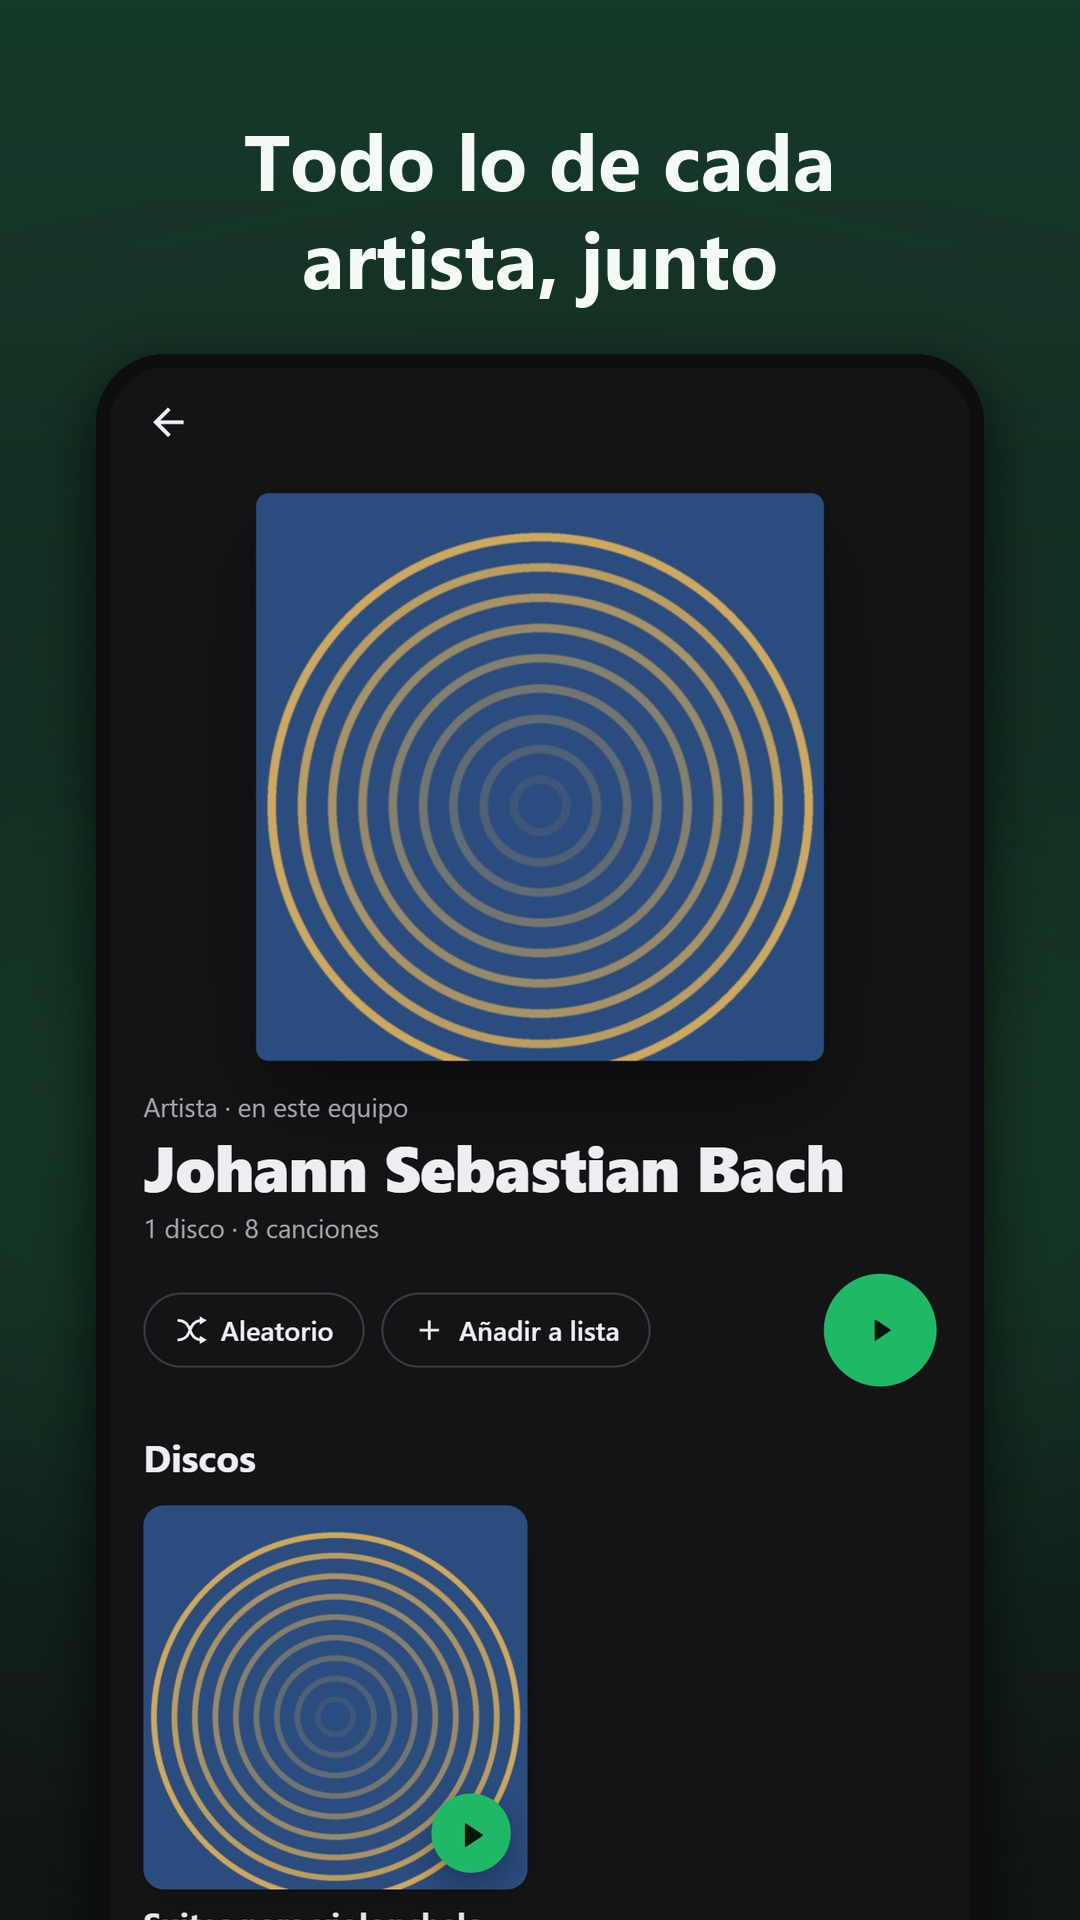 Todo lo de cada
artista, junto
Artista · en este equipo
Johann Sebastian Bach
1 disco · 8 canciones
Aleatorio
Añadir a lista
Discos